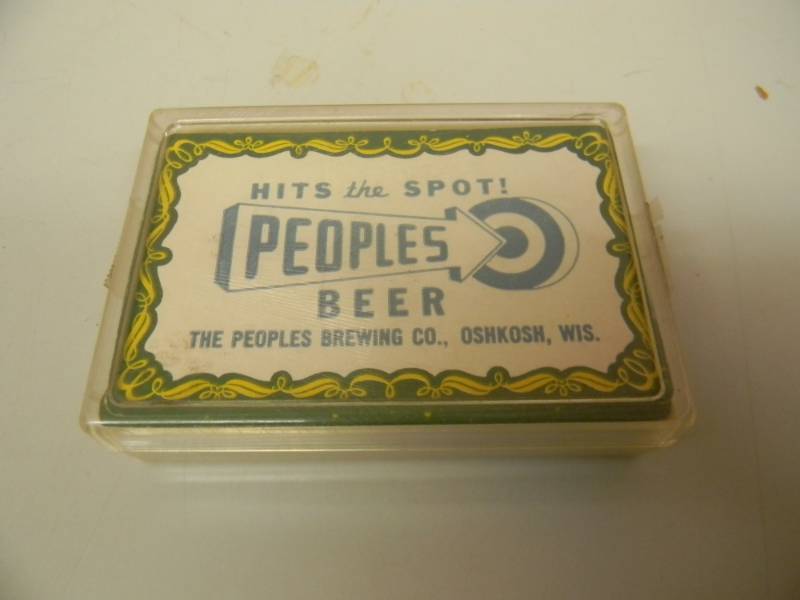 HITS the SPOT!
PEOPLES
BEER
THE PEOPLES BREWING CO., OSHKOSH, WIS.